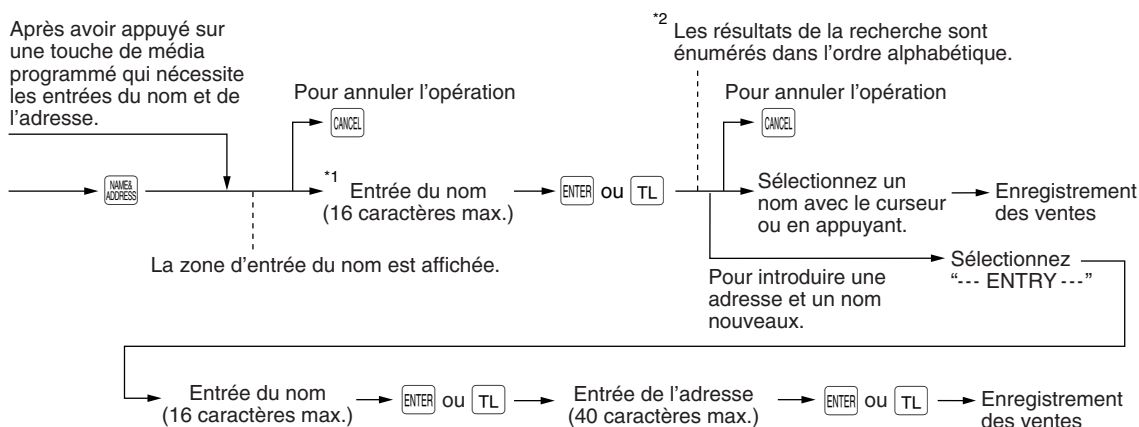 Après avoir appuyé sur
une touche de média
programmé qui nécessite
les entrées du nom et de
l'adresse.
*2
Les résultats de la recherche sont
énumérés dans l'ordre alphabétique.
Pour annuler l'opération
CANCEL
Pour annuler l'opération
CANCEL
NAME&
ADDRESS
*1
Entrée du nom
(16 caractères max.)
ENTER ou TL
Sélectionnez un
nom avec le curseur
ou en appuyant.
Enregistrement
des ventes
La zone d'entrée du nom est affichée.
Pour introduire une
adresse et un nom
nouveaux.
Sélectionnez
“--- ENTRY ---”
Entrée du nom
(16 caractères max.)
ENTER ou TL
Entrée de l'adresse
(40 caractères max.)
ENTER ou TL
Enregistrement
des ventes